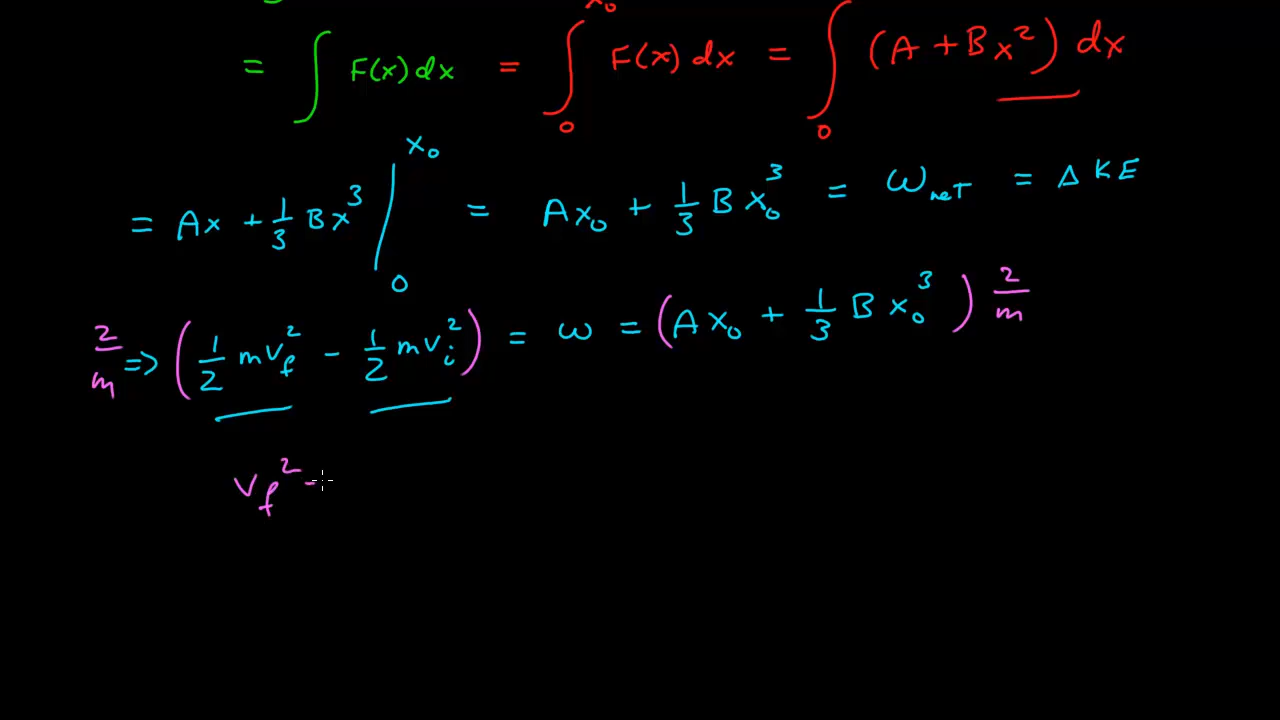 = ∫ F(x) dx = ∫₀^x₀ F(x) dx = ∫₀ (A + Bx²) dx
= Ax + 1/3 Bx³ |₀^x₀ = Ax₀ + 1/3 Bx₀³ = W_net = ΔKE
2/m => (1/2 mv_f² - 1/2 mv_i²) = W = (Ax₀ + 1/3 Bx₀³) 2/m
v_f² -